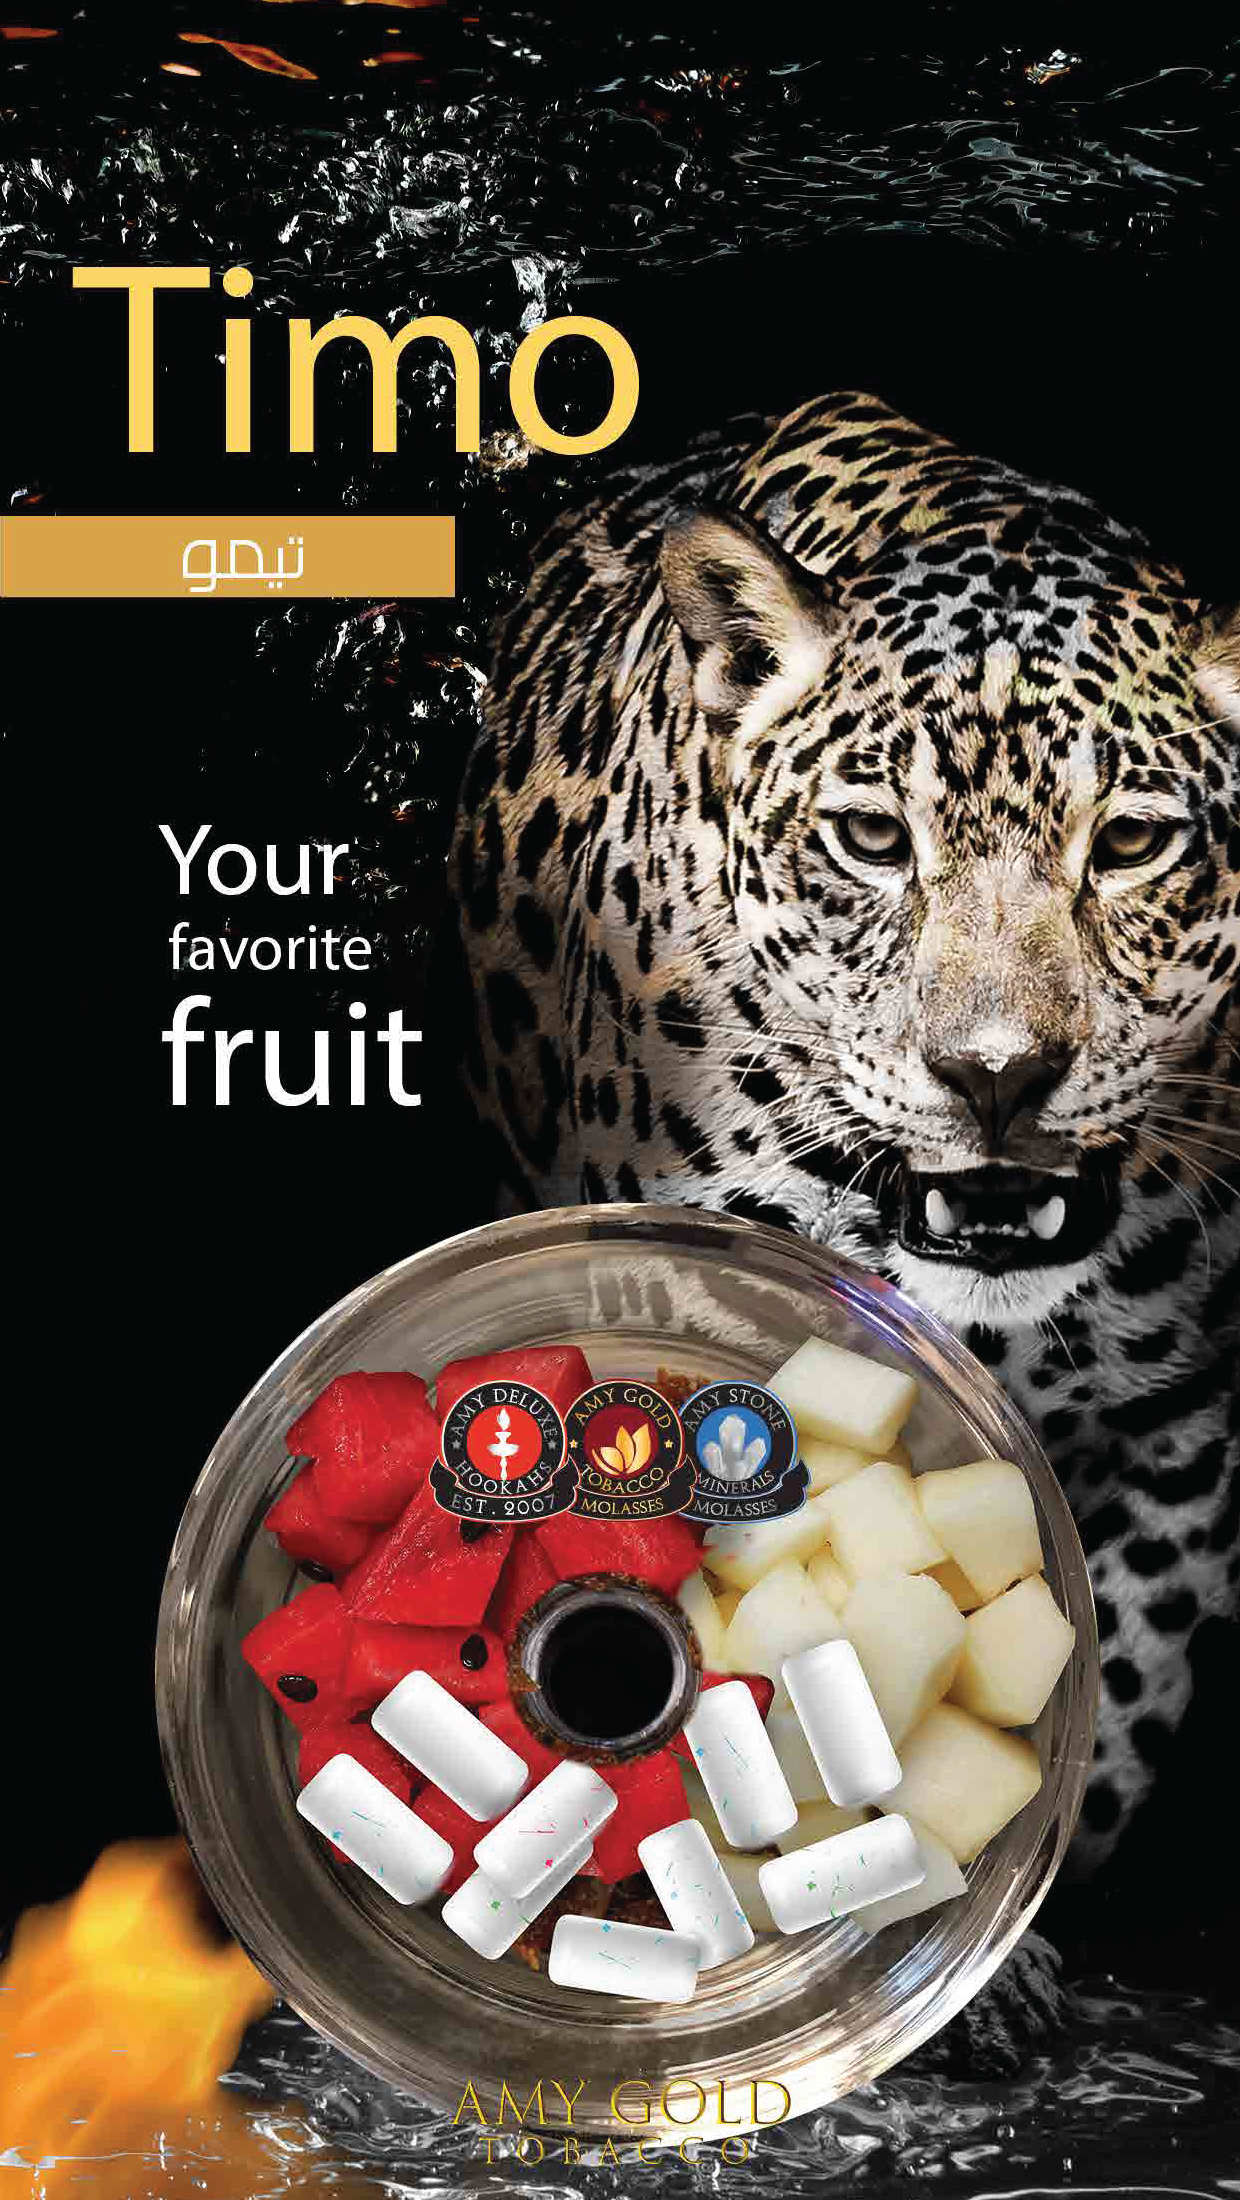 Timo
تيمو
Your
favorite
fruit
AMY DELUXE
HOOKAHS
EST. 2007
AMY GOLD
TOBACCO
MOLASSES
AMY STONE
MINERALS
MOLASSES
AMY GOLD
TOBACCO